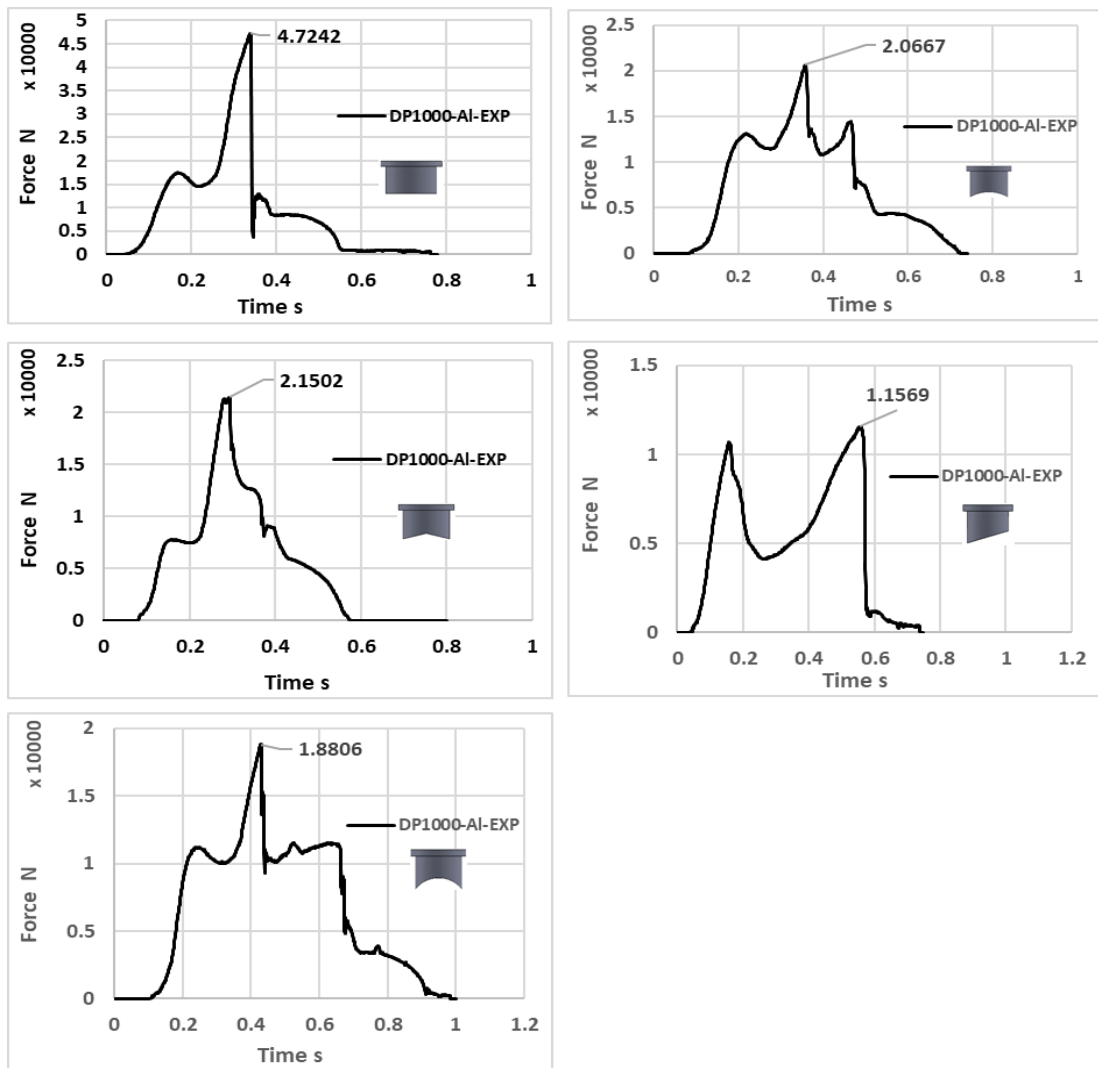 x 10000
Force N
5
4.5
4
3.5
3
2.5
2
1.5
1
0.5
0
4.7242
DP1000-Al-EXP
0 0.2 0.4 0.6 0.8 1
Time s
x 10000
Force N
2.5
2
1.5
1
0.5
0
2.0667
DP1000-Al-EXP
0 0.2 0.4 0.6 0.8 1
Time s
x 10000
Force N
2.5
2
1.5
1
0.5
0
2.1502
DP1000-Al-EXP
0 0.2 0.4 0.6 0.8 1
Time s
x 10000
Force N
1.5
1
0.5
0
1.1569
DP1000-Al-EXP
0 0.2 0.4 0.6 0.8 1 1.2
Time s
x 10000
Force N
2
1.5
1
0.5
0
1.8806
DP1000-Al-EXP
0 0.2 0.4 0.6 0.8 1 1.2
Time s